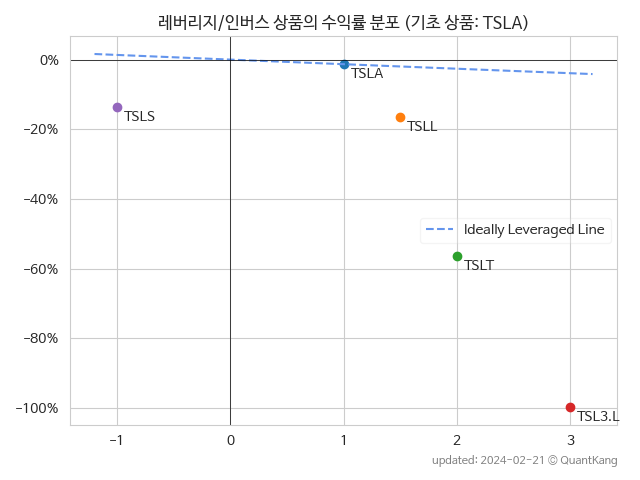 레버리지/인버스 상품의 수익률 분포 (기초 상품: TSLA)
0%
TSLA
TSLS
TSLL
−20%
−40%
Ideally Leveraged Line
−60%
TSLT
−80%
−100%
TSL3.L
−1 0 1 2 3
updated: 2024-02-21 © QuantKang